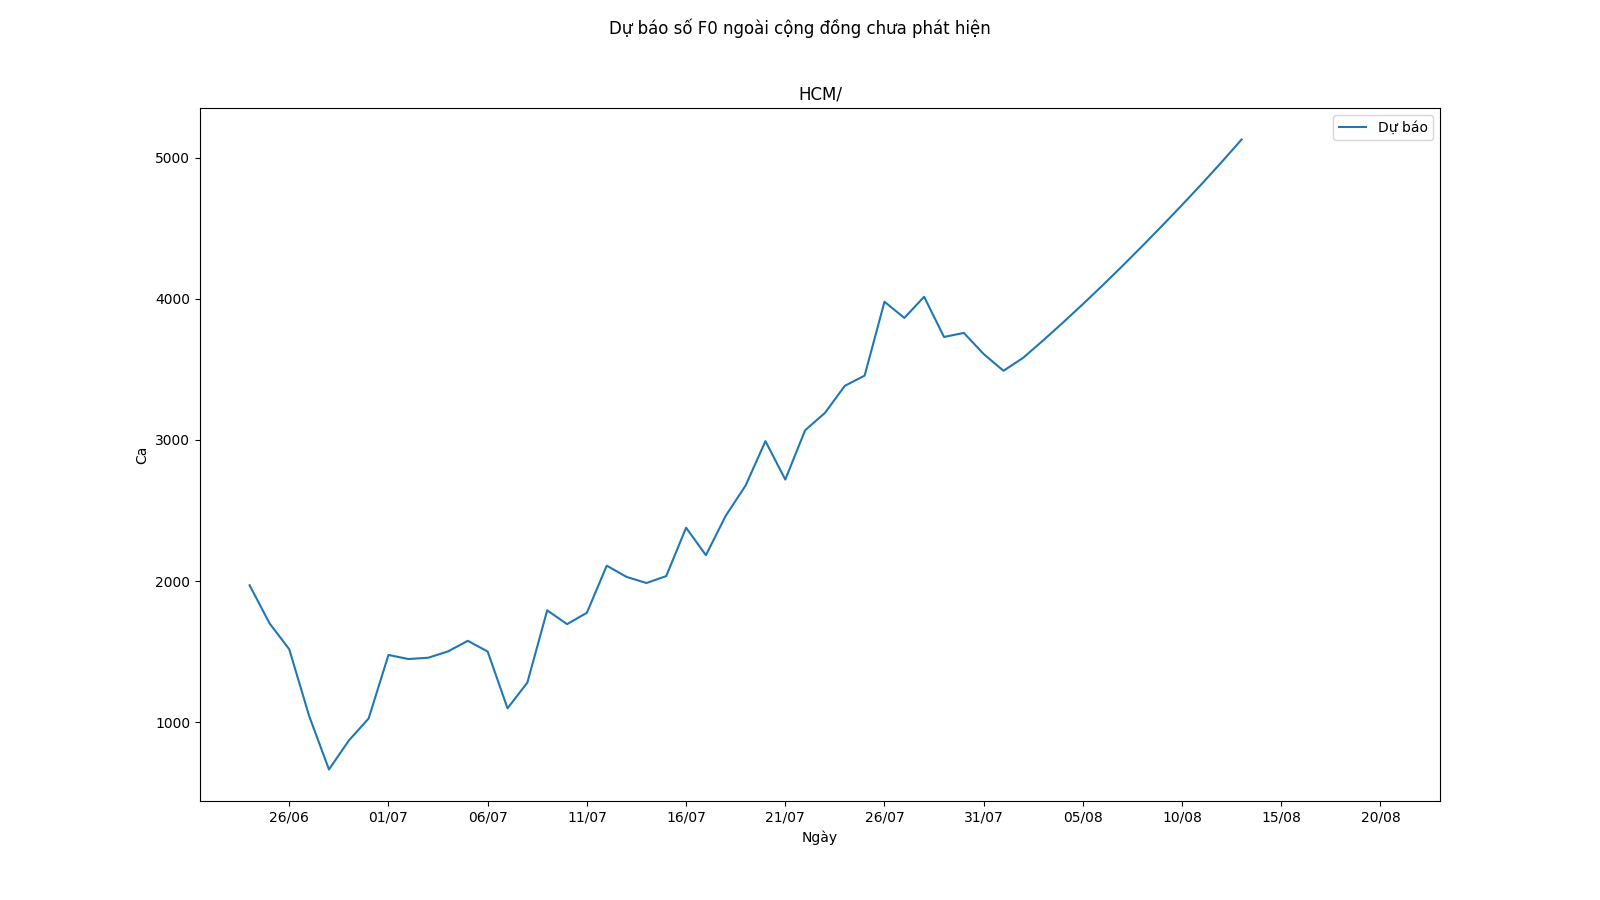 Dự báo số F0 ngoài cộng đồng chưa phát hiện
HCM/
Dự báo
5000
4000
3000
2000
1000
Ca
26/06 01/07 06/07 11/07 16/07 21/07 26/07 31/07 05/08 10/08 15/08 20/08
Ngày